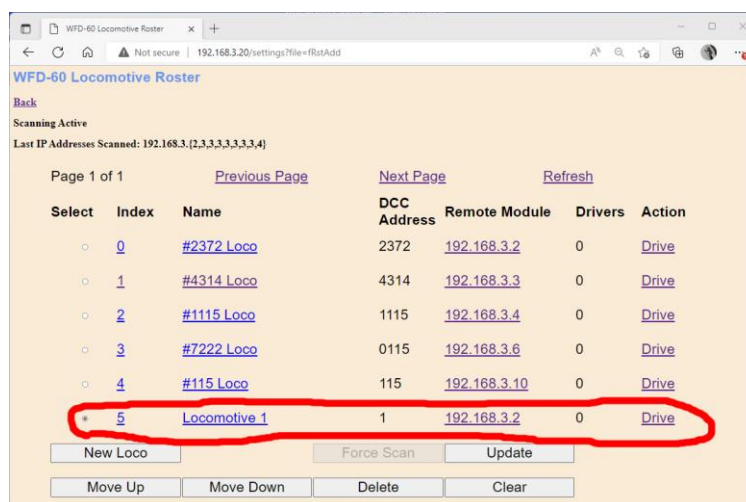 WFD-60 Locomotive Roster
Not secure 192.168.3.20/settings?file=fRstAdd
WFD-60 Locomotive Roster
Back
Scanning Active
Last IP Addresses Scanned: 192.168.3.{2,3,3,3,3,3,3,3,4}
Page 1 of 1 Previous Page Next Page Refresh
Select Index Name DCC Address Remote Module Drivers Action
0 #2372 Loco 2372 192.168.3.2 0 Drive
1 #4314 Loco 4314 192.168.3.3 0 Drive
2 #1115 Loco 1115 192.168.3.4 0 Drive
3 #7222 Loco 0115 192.168.3.6 0 Drive
4 #115 Loco 115 192.168.3.10 0 Drive
5 Locomotive 1 1 192.168.3.2 0 Drive
New Loco Force Scan Update
Move Up Move Down Delete Clear